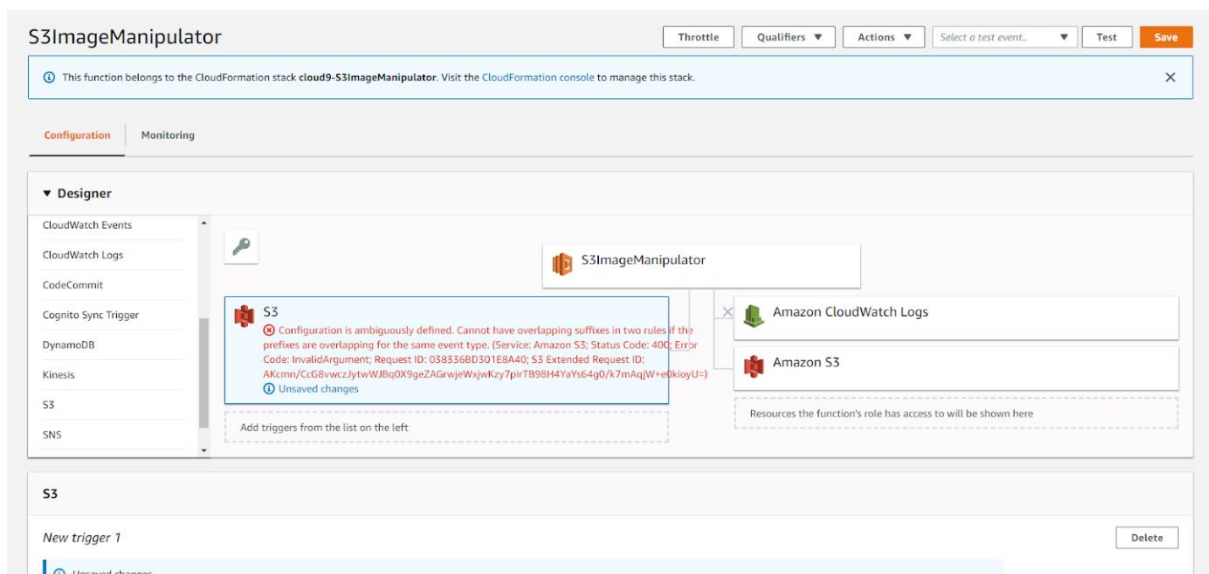 S3ImageManipulator
Throttle
Qualifiers
Actions
Select a test event..
Test
Save
This function belongs to the CloudFormation stack cloud9-S3ImageManipulator. Visit the CloudFormation console to manage this stack.
Configuration
Monitoring
Designer
CloudWatch Events
CloudWatch Logs
CodeCommit
Cognito Sync Trigger
DynamoDB
Kinesis
S3
SNS
S3ImageManipulator
S3
Configuration is ambiguously defined. Cannot have overlapping suffixes in two rules if the
prefixes are overlapping for the same event type. (Service: Amazon S3; Status Code: 400; Error
Code: InvalidArgument; Request ID: 038336BD301E8A40; S3 Extended Request ID:
AKcmn/CcG8vwczJytwWJBq0X9geZAGrwjeWxjwKzy7pirTB98H4YaYs64g0/k7mAqjW+e0kioyU=)
Unsaved changes
Add triggers from the list on the left
Amazon CloudWatch Logs
Amazon S3
Resources the function's role has access to will be shown here
S3
New trigger 1
Delete
Unsaved changes